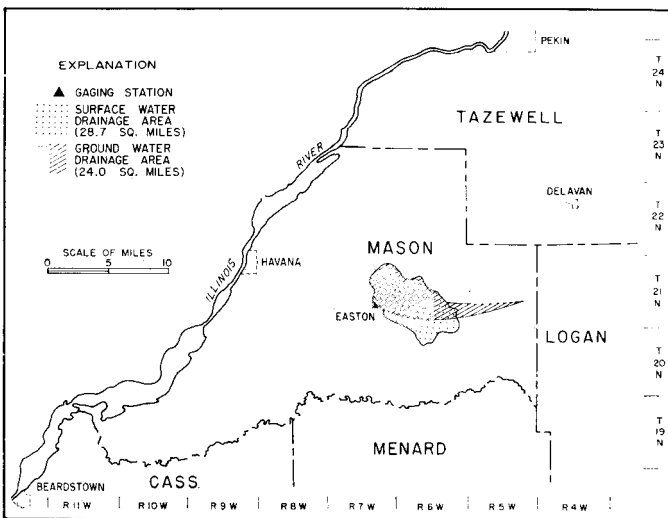 EXPLANATION
GAGING STATION
SURFACE WATER
DRAINAGE AREA
(28.7 SQ. MILES)
GROUND WATER
DRAINAGE AREA
(24.0 SQ. MILES)
SCALE OF MILES
0 5 10
PEKIN
TAZEWELL
DELAVAN
ILLINOIS RIVER
HAVANA
MASON
EASTON
LOGAN
MENARD
CASS
BEARDSTOWN
T
24
N
T
23
N
T
22
N
T
21
N
T
20
N
T
19
N
R 11 W R 10 W R 9 W R 8 W R 7 W R 6 W R 5 W R 4 W